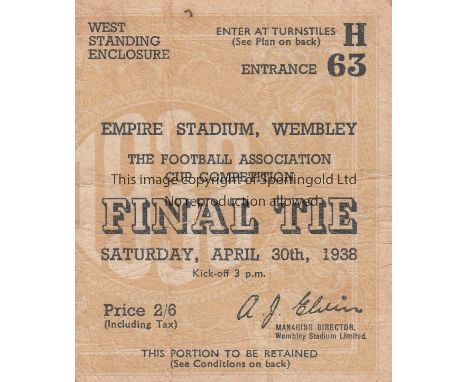 WEST
STANDING
ENCLOSURE
ENTER AT TURNSTILES
(See Plan on back)
H
ENTRANCE 63
EMPIRE STADIUM, WEMBLEY
THE FOOTBALL ASSOCIATION
CUP COMPETITION
This image copyright of Sportingold Ltd
No reproduction allowed
FINAL TIE
SATURDAY, APRIL 30th, 1938
Kick-off 3 p.m.
Price 2/6
(Including Tax)
A. J. Elvin
MANAGING DIRECTOR,
Wembley Stadium Limited.
THIS PORTION TO BE RETAINED
(See Conditions on back)